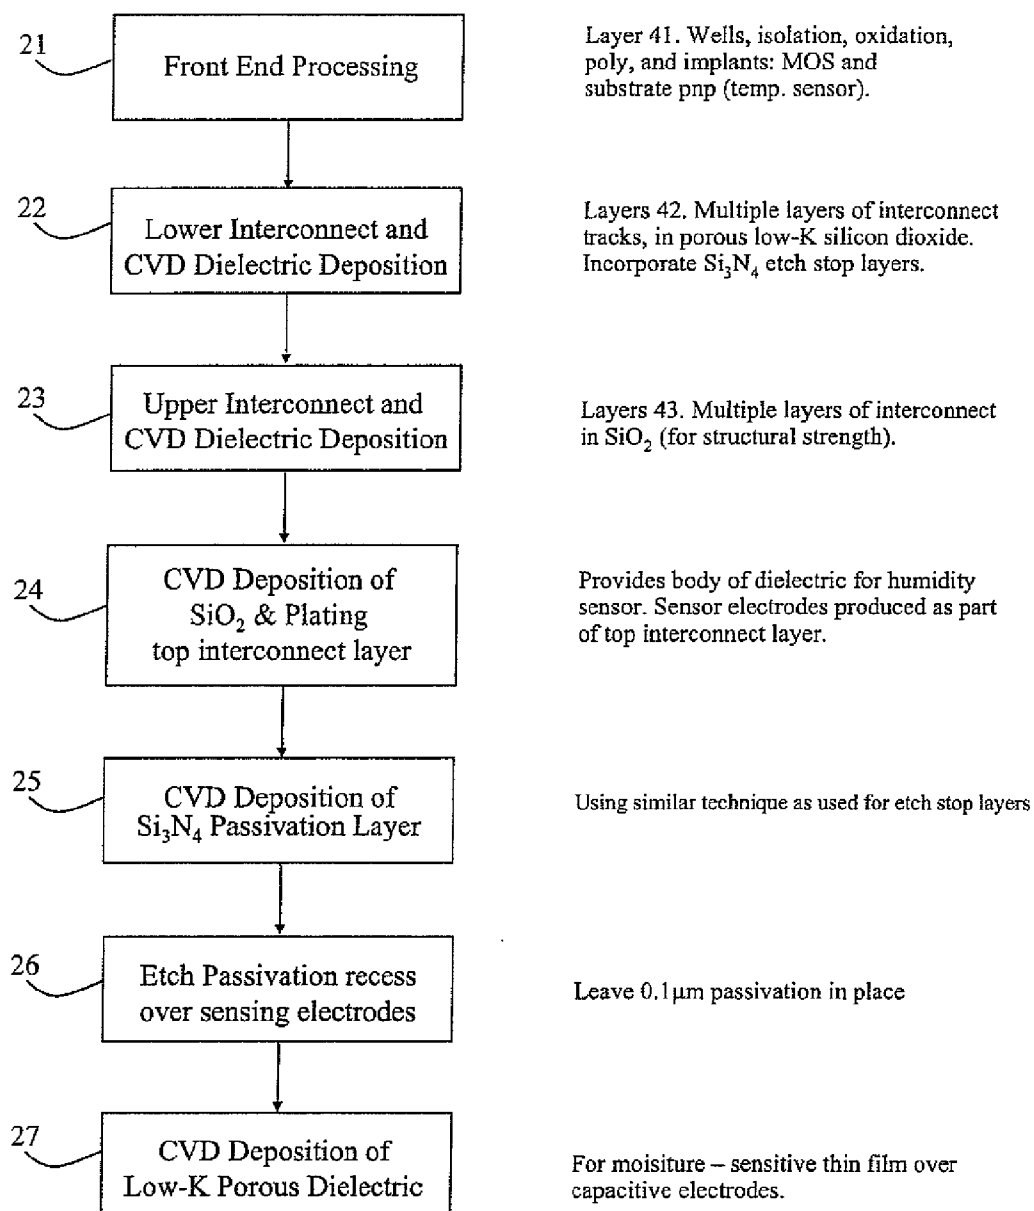 21
Front End Processing
Layer 41. Wells, isolation, oxidation,
poly, and implants: MOS and
substrate pnp (temp. sensor).
22
Lower Interconnect and
CVD Dielectric Deposition
Layers 42. Multiple layers of interconnect
tracks, in porous low-K silicon dioxide.
Incorporate Si₃N₄ etch stop layers.
23
Upper Interconnect and
CVD Dielectric Deposition
Layers 43. Multiple layers of interconnect
in SiO₂ (for structural strength).
24
CVD Deposition of
SiO₂ & Plating
top interconnect layer
Provides body of dielectric for humidity
sensor. Sensor electrodes produced as part
of top interconnect layer.
25
CVD Deposition of
Si₃N₄ Passivation Layer
Using similar technique as used for etch stop layers
26
Etch Passivation recess
over sensing electrodes
Leave 0.1µm passivation in place
27
CVD Deposition of
Low-K Porous Dielectric
For moisiture – sensitive thin film over
capacitive electrodes.